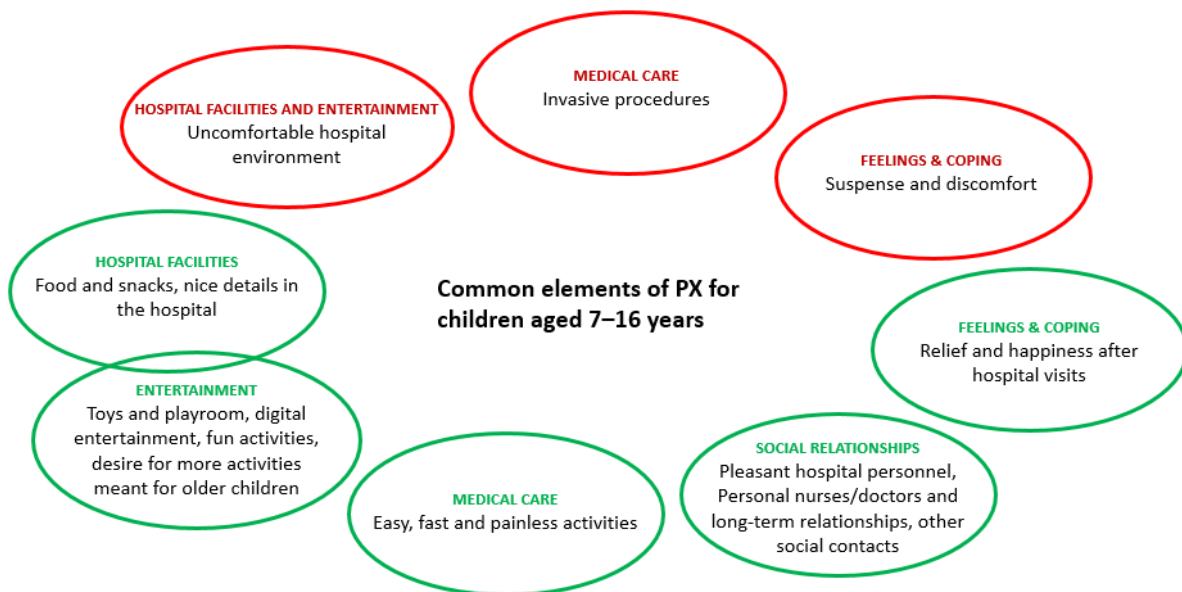 MEDICAL CARE
Invasive procedures
HOSPITAL FACILITIES AND ENTERTAINMENT
Uncomfortable hospital
environment
FEELINGS & COPING
Suspense and discomfort
HOSPITAL FACILITIES
Food and snacks, nice details in
the hospital
Common elements of PX for
children aged 7–16 years
FEELINGS & COPING
Relief and happiness after
hospital visits
ENTERTAINMENT
Toys and playroom, digital
entertainment, fun activities,
desire for more activities
meant for older children
MEDICAL CARE
Easy, fast and painless activities
SOCIAL RELATIONSHIPS
Pleasant hospital personnel,
Personal nurses/doctors and
long-term relationships, other
social contacts